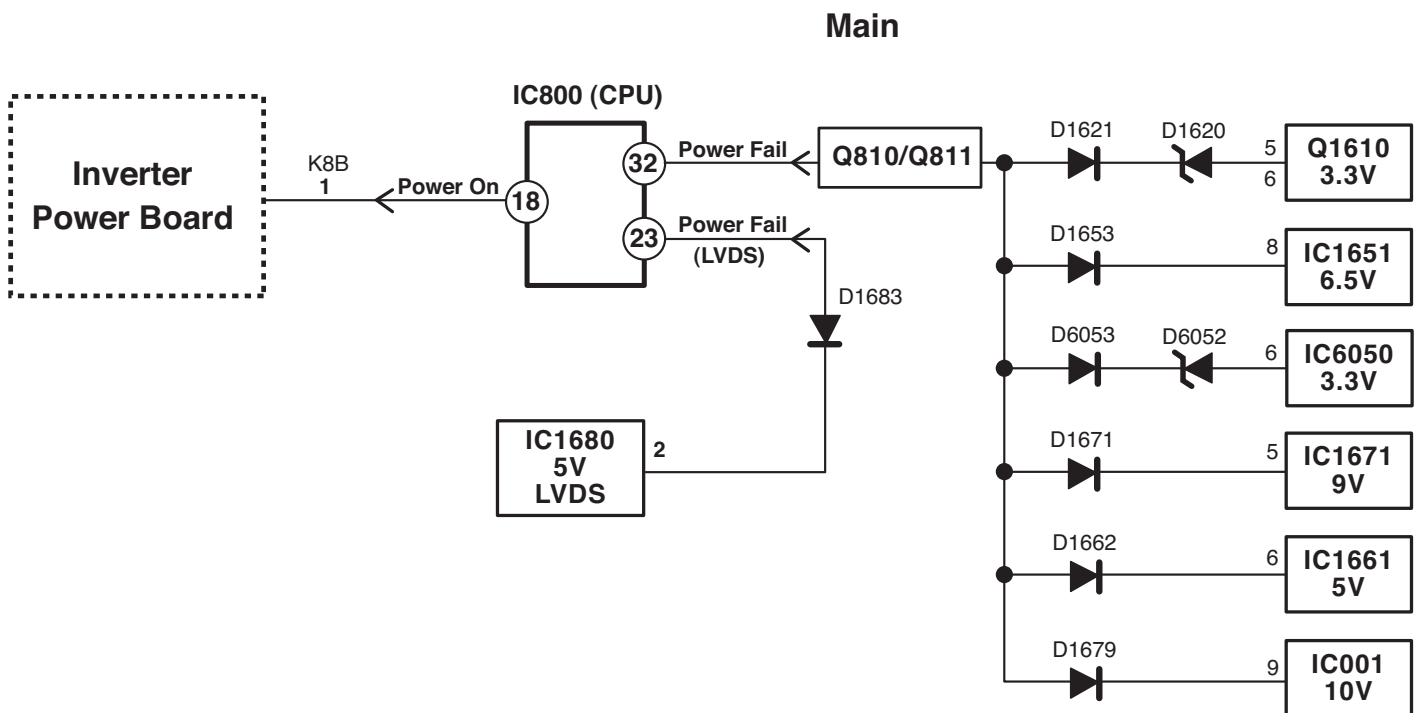 Main
IC800 (CPU)
Inverter
Power Board
K8B
1
Power On
18
32
Power Fail
23
Power Fail
(LVDS)
D1683
IC1680
5V
LVDS
2
Q810/Q811
D1621
D1620
5
6
Q1610
3.3V
D1653
8
IC1651
6.5V
D6053
D6052
6
IC6050
3.3V
D1671
5
IC1671
9V
D1662
6
IC1661
5V
D1679
9
IC001
10V